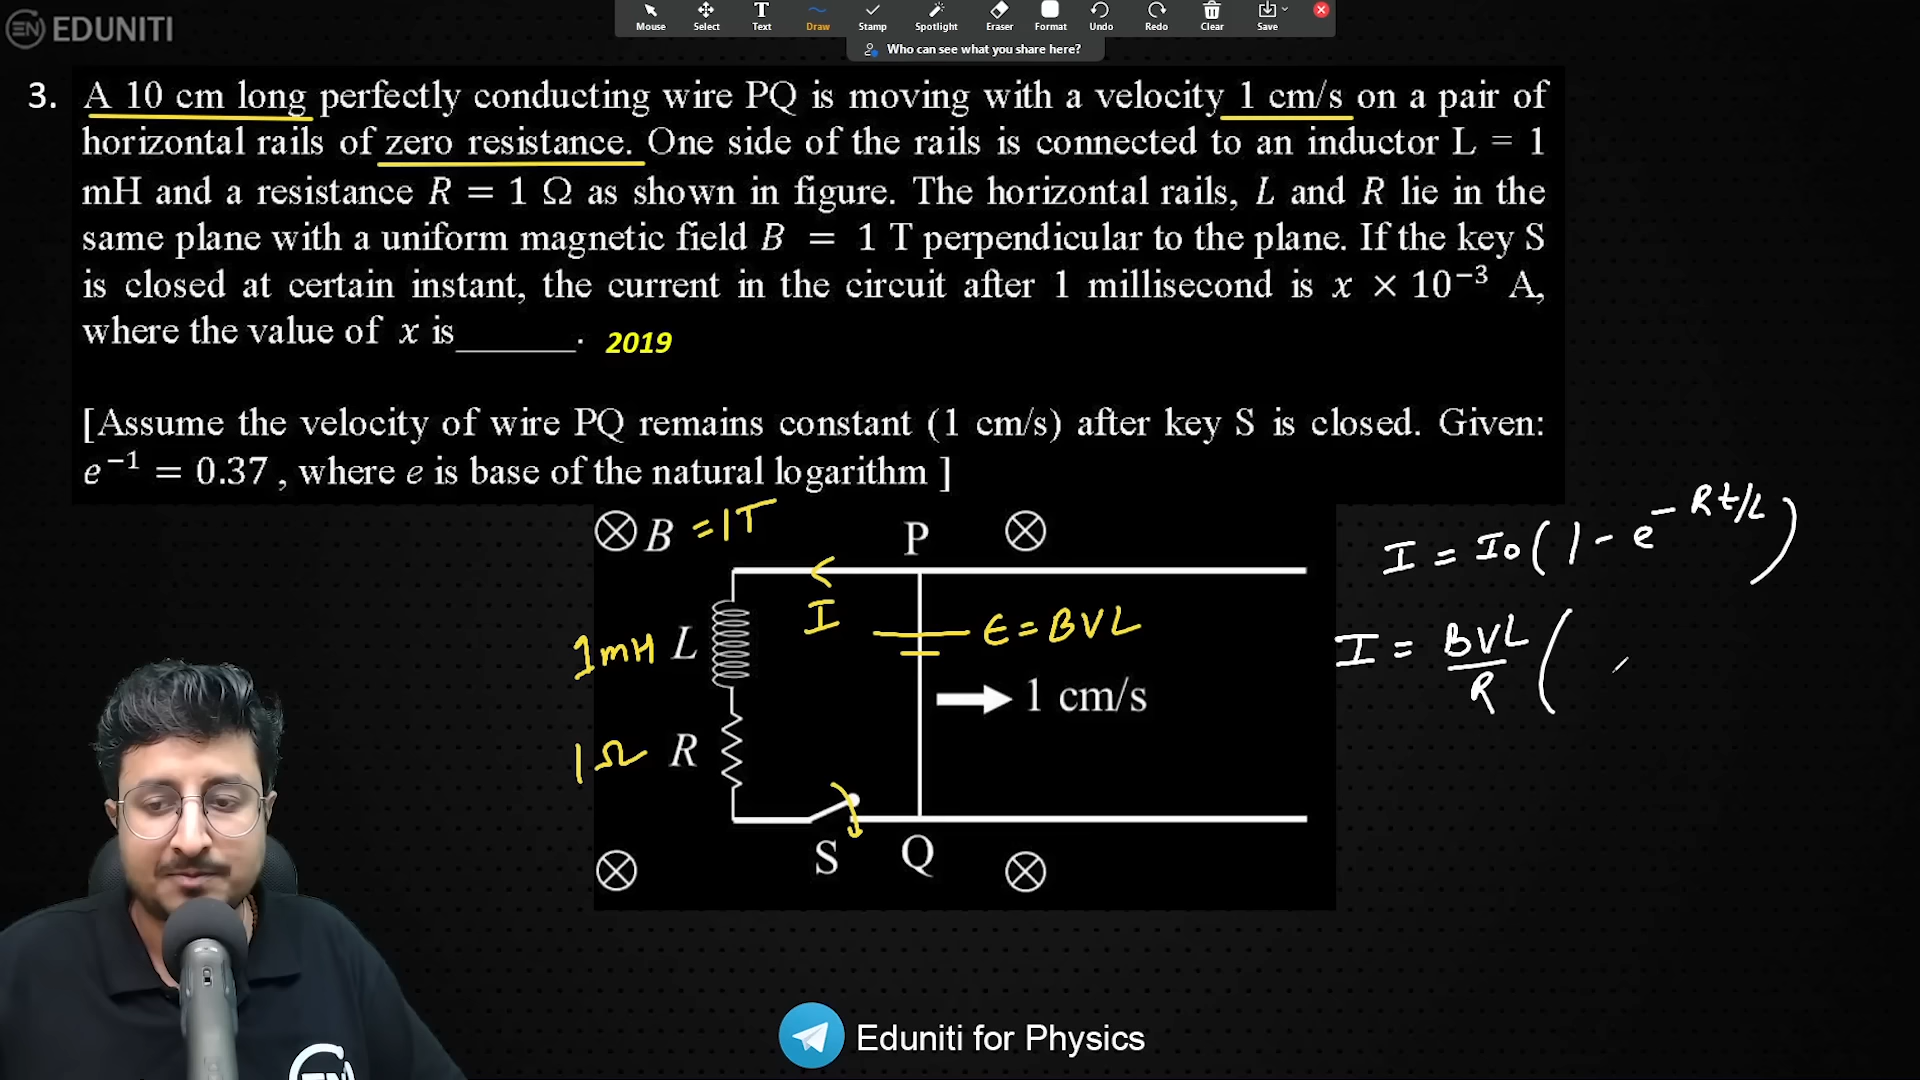 EN EDUNITI
Mouse Select Text Draw Stamp Spotlight Eraser Format Undo Redo Clear Save
Who can see what you share here?
3. A 10 cm long perfectly conducting wire PQ is moving with a velocity 1 cm/s on a pair of
horizontal rails of zero resistance. One side of the rails is connected to an inductor L = 1
mH and a resistance R = 1 Ω as shown in figure. The horizontal rails, L and R lie in the
same plane with a uniform magnetic field B = 1 T perpendicular to the plane. If the key S
is closed at certain instant, the current in the circuit after 1 millisecond is x × 10⁻³ A,
where the value of x is_______. 2019
[Assume the velocity of wire PQ remains constant (1 cm/s) after key S is closed. Given:
e⁻¹ = 0.37 , where e is base of the natural logarithm ]
B = 1T P
I = I0 ( 1 - e^{-Rt/L} )
I
ε = BVL
1mH L
I = BVL/R (
1 cm/s
1Ω R
S Q
Eduniti for Physics
EN